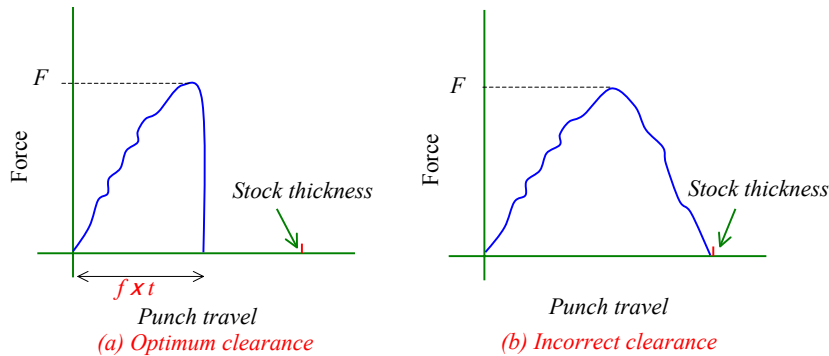 F
Force
Stock thickness
f x t
Punch travel
(a) Optimum clearance
F
Force
Stock thickness
Punch travel
(b) Incorrect clearance